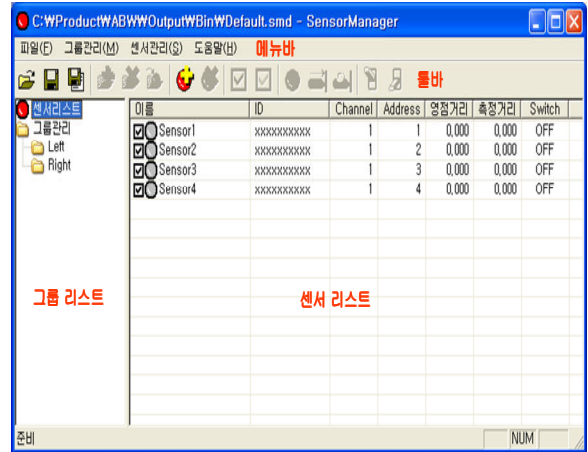 C:₩Product₩AB₩₩Output₩Bin₩Default.smd - SensorManager
파일(F) 그룹관리(M) 센서관리(S) 도움말(H) 메뉴바
툴바
센서리스트
그룹관리
Left
Right
이름 ID Channel Address 영점거리 측정거리 Switch
Sensor1 xxxxxxxxxx 1 1 0,000 0,000 OFF
Sensor2 xxxxxxxxxx 1 2 0,000 0,000 OFF
Sensor3 xxxxxxxxxx 1 3 0,000 0,000 OFF
Sensor4 xxxxxxxxxx 1 4 0,000 0,000 OFF
그룹 리스트 센서 리스트
준비 NUM